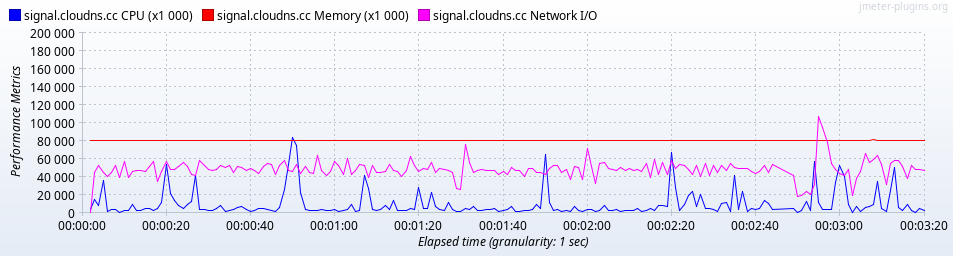 jmeter-plugins.org
signal.cloudns.cc CPU (x1 000) signal.cloudns.cc Memory (x1 000) signal.cloudns.cc Network I/O
200 000
180 000
160 000
140 000
120 000
100 000
80 000
60 000
40 000
20 000
0
Performance Metrics
00:00:00 00:00:20 00:00:40 00:01:00 00:01:20 00:01:40 00:02:00 00:02:20 00:02:40 00:03:00 00:03:20
Elapsed time (granularity: 1 sec)